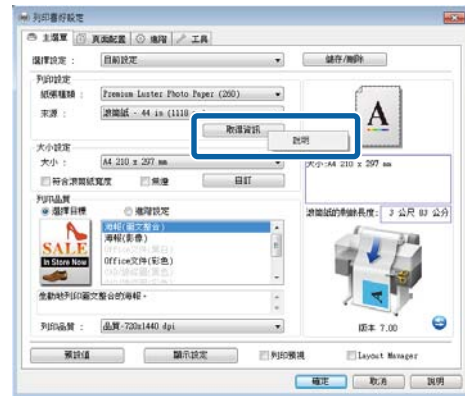 列印喜好設定
主選單 頁面配置 進階 工具
選擇設定： 目前設定 儲存/刪除
列印設定
紙張種類： Premium Luster Photo Paper (260)
來源： 滾筒紙 - 44 in (1118
取得資訊
說明
大小設定
大小： A4 210 x 297 mm
大小:A4 210 x 297 mm
符合滾筒紙寬度 無邊 自訂
列印品質
選擇目標 進階設定
滾筒紙的剩餘長度： 3 公尺 83 公分
SALE
In Store Now
海報(圖文整合)
海報(影像)
Office文件(彩色)
生動地列印圖文整合的海報。
列印品質： 品質-720x1440 dpi
版本 7.00
預設值 顯示設定 列印預視 Layout Manager
確定 取消 說明